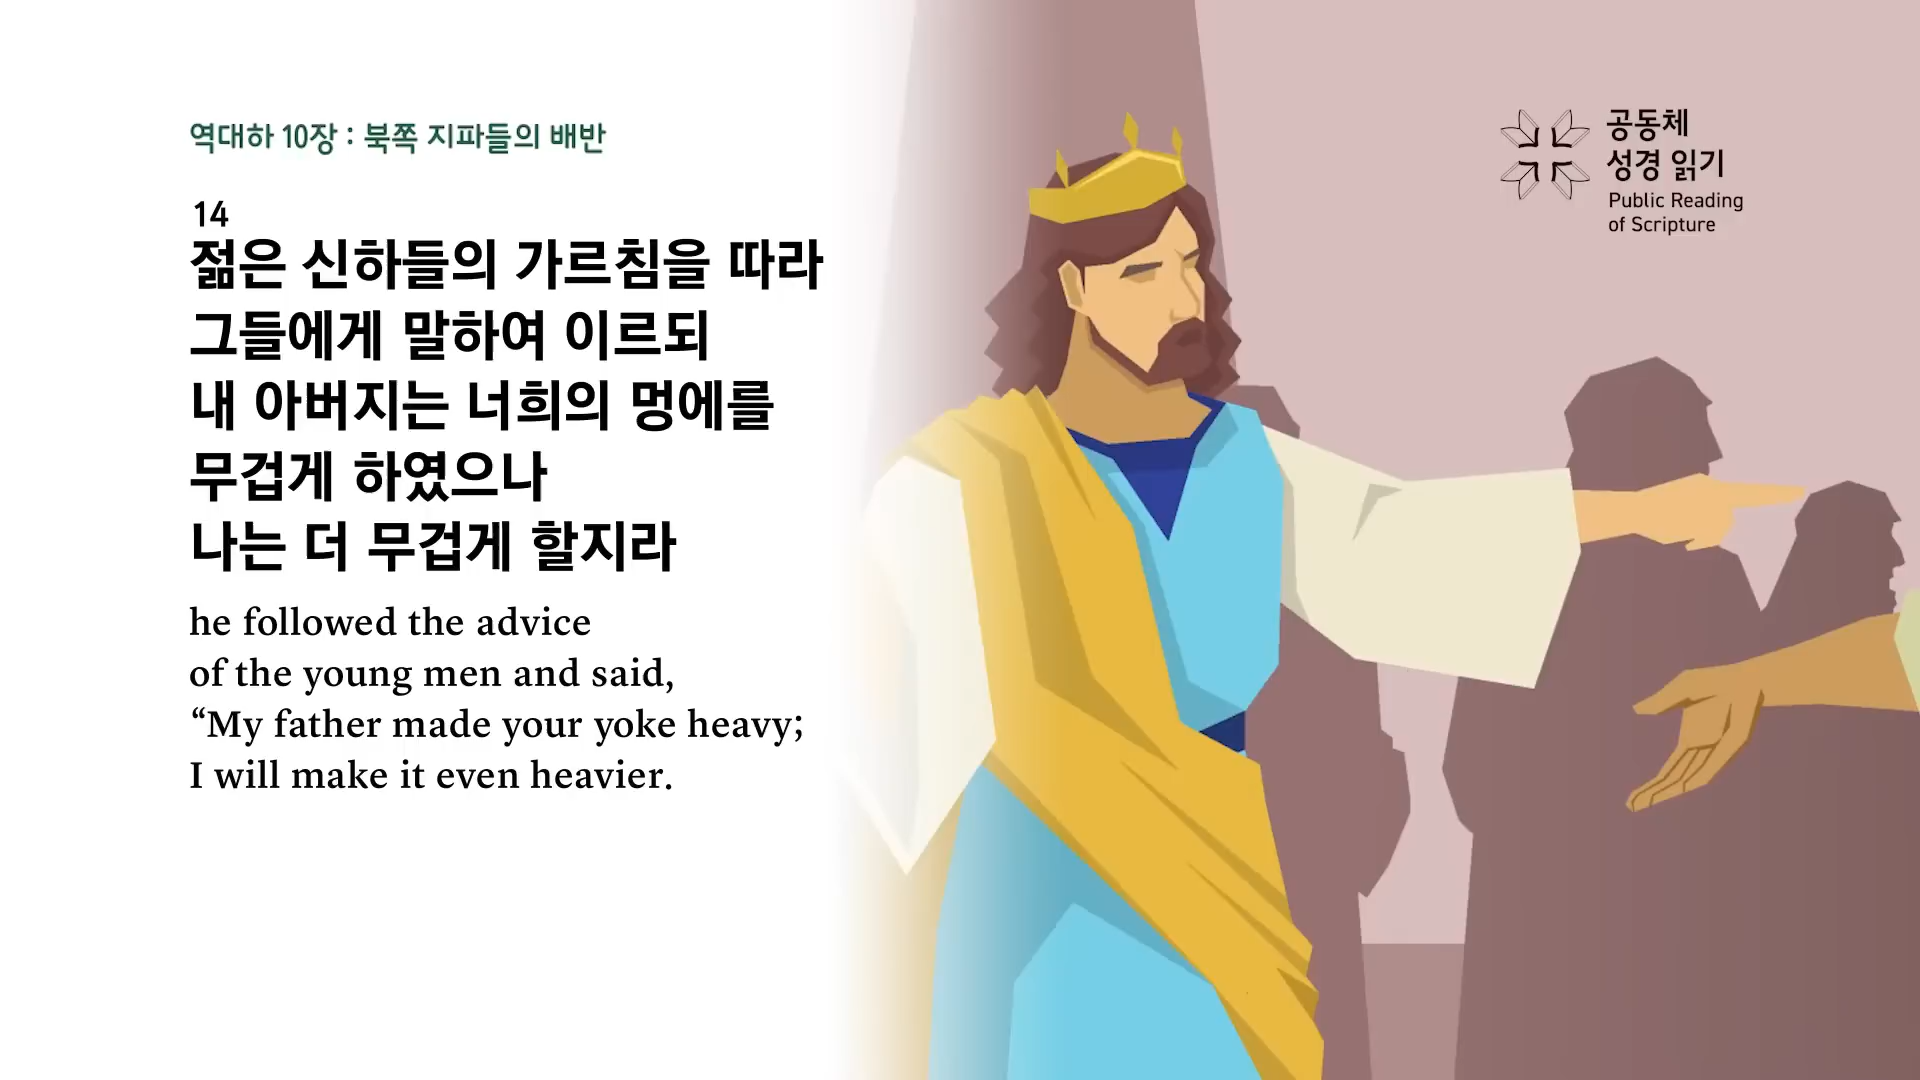 역대하 10장 : 북쪽 지파들의 배반
14
젊은 신하들의 가르침을 따라
그들에게 말하여 이르되
내 아버지는 너희의 멍에를
무겁게 하였으나
나는 더 무겁게 할지라
he followed the advice
of the young men and said,
“My father made your yoke heavy;
I will make it even heavier.
공동체
성경 읽기
Public Reading
of Scripture